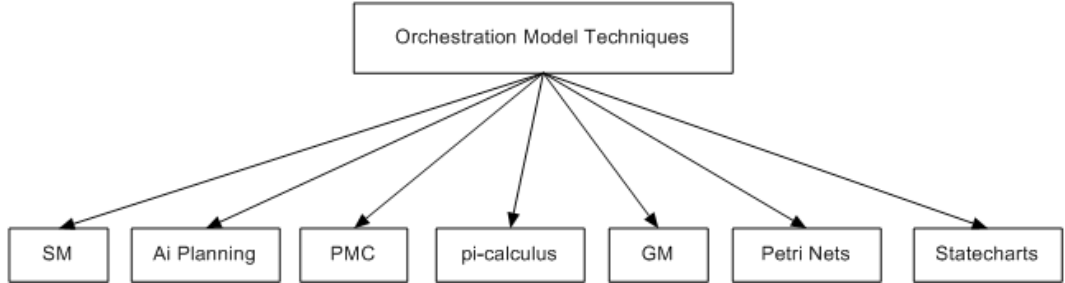 Orchestration Model Techniques
SM
Ai Planning
PMC
pi-calculus
GM
Petri Nets
Statecharts